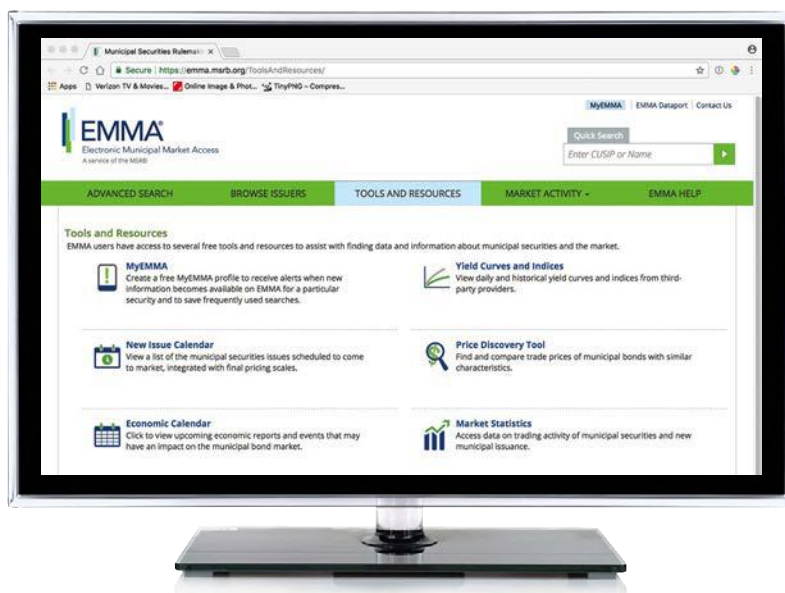 Municipal Securities Rulemak
Secure | https://emma.msrb.org/ToolsAndResources/
Apps Verizon TV & Movies... Online Image & Phot... TinyPNG – Compres...
MyEMMA | EMMA Dataport | Contact Us
EMMA®
Electronic Municipal Market Access
A service of the MSRB
Quick Search
Enter CUSIP or Name
ADVANCED SEARCH BROWSE ISSUERS TOOLS AND RESOURCES MARKET ACTIVITY EMMA HELP
Tools and Resources
EMMA users have access to several free tools and resources to assist with finding data and information about municipal securities and the market.
MyEMMA
Create a free MyEMMA profile to receive alerts when new
information becomes available on EMMA for a particular
security and to save frequently used searches.
Yield Curves and Indices
View daily and historical yield curves and indices from third-
party providers.
New Issue Calendar
View a list of the municipal securities issues scheduled to come
to market, integrated with final pricing scales.
Price Discovery Tool
Find and compare trade prices of municipal bonds with similar
characteristics.
Economic Calendar
Click to view upcoming economic reports and events that may
have an impact on the municipal bond market.
Market Statistics
Access data on trading activity of municipal securities and new
municipal issuance.